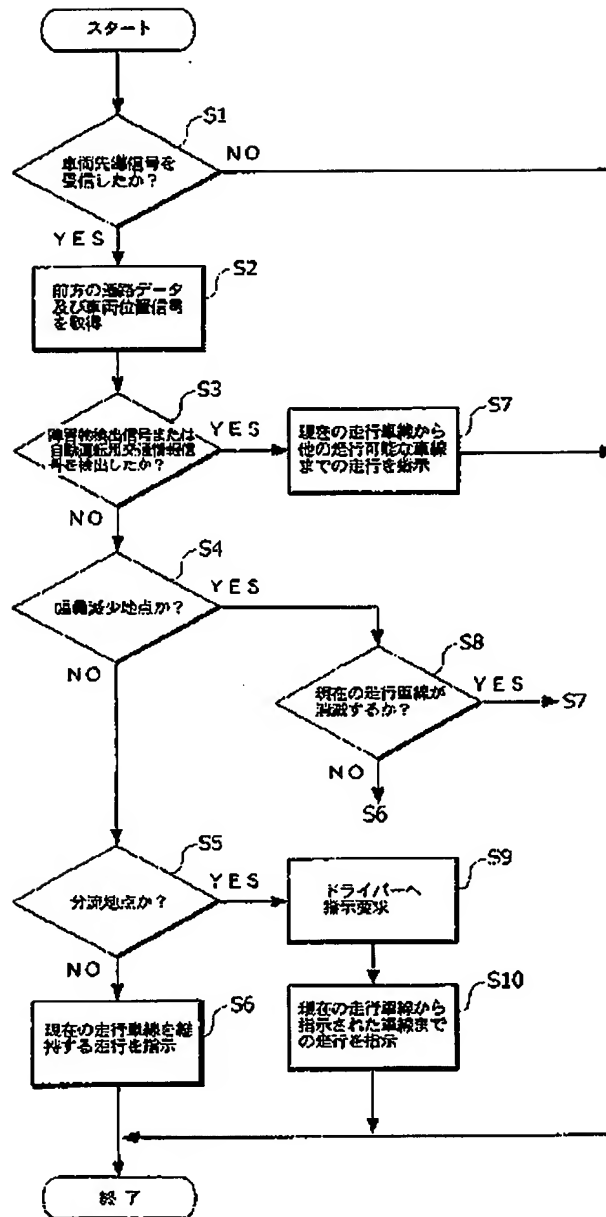 スタート
S1
車両先導信号を
受信したか？
NO
YES
S2
前方の道路データ
及び車両位置信号
を取得
S3
障害物検出信号または
自動運転用交通情報信
号を検出したか？
YES
S7
現在の走行車線から
他の走行可能な車線
までの走行を指示
NO
S4
減少地点か？
YES
NO
S8
現在の走行車線が
消滅するか？
YES
S7
NO
S6
S5
分流地点か？
YES
S9
ドライバーへ
指示要求
NO
S6
現在の走行車線を維
持する走行を指示
S10
現在の走行車線から
指示された車線まで
の走行を指示
終了